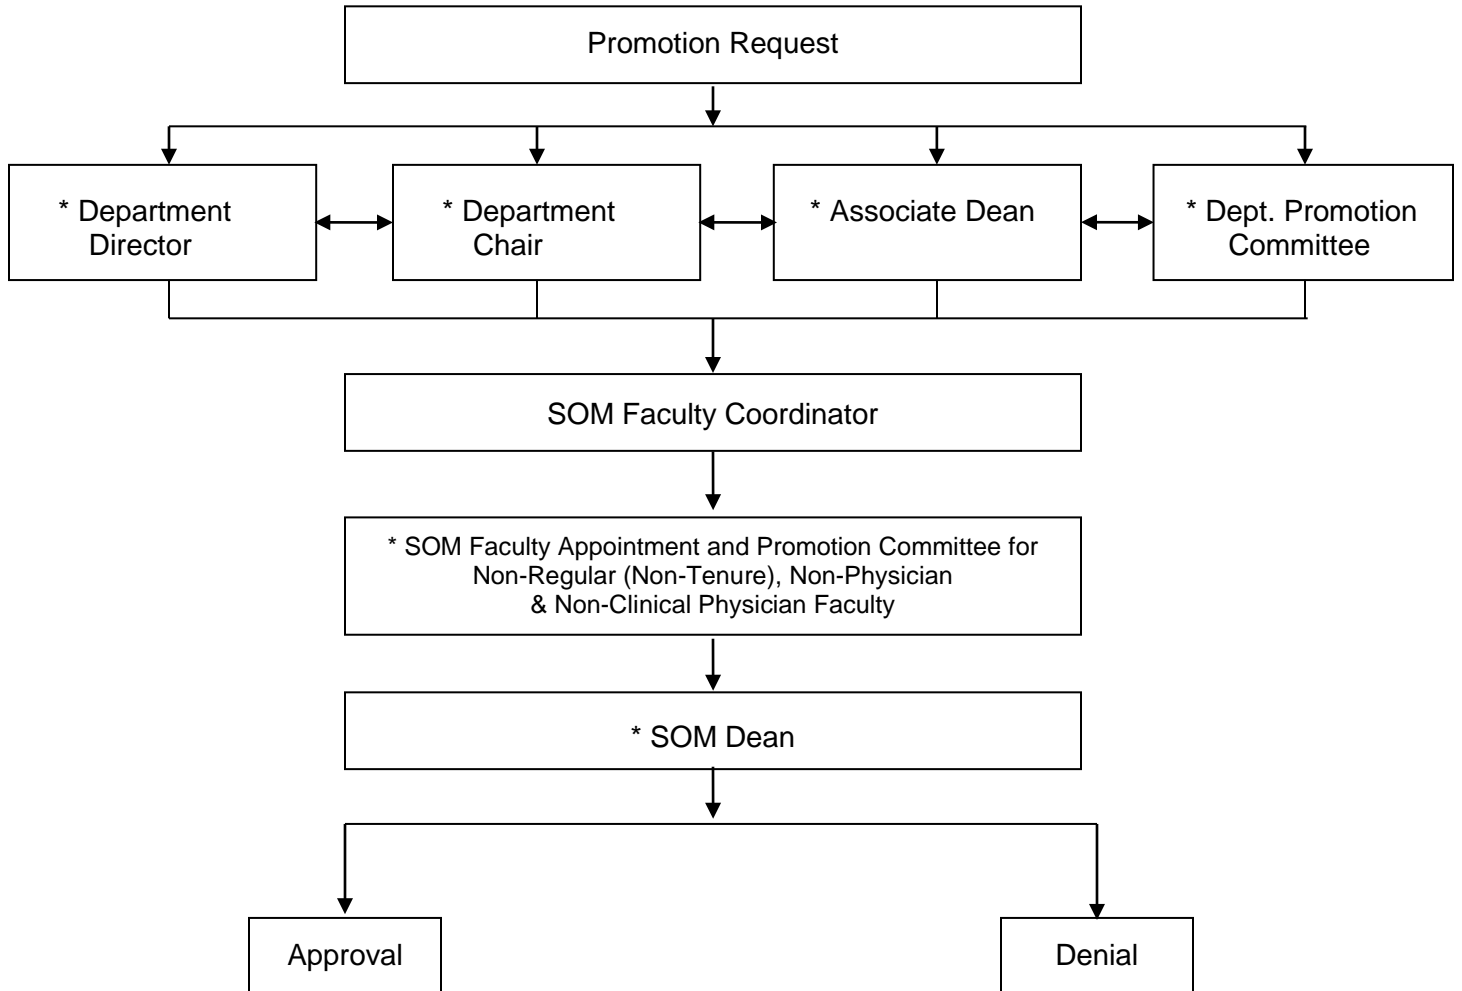 Promotion Request
* Department
Director
* Department
Chair
* Associate Dean
* Dept. Promotion
Committee
SOM Faculty Coordinator
* SOM Faculty Appointment and Promotion Committee for
Non-Regular (Non-Tenure), Non-Physician
& Non-Clinical Physician Faculty
* SOM Dean
Approval
Denial